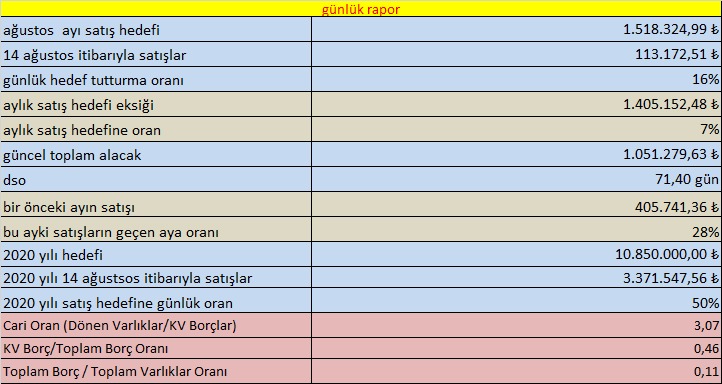 günlük rapor
ağustos ayı satış hedefi 1.518.324,99 ₺
14 ağustos itibarıyla satışlar 113.172,51 ₺
günlük hedef tutturma oranı 16%
aylık satış hedefi eksiği 1.405.152,48 ₺
aylık satış hedefine oran 7%
güncel toplam alacak 1.051.279,63 ₺
dso 71,40 gün
bir önceki ayın satışı 405.741,36 ₺
bu ayki satışların geçen aya oranı 28%
2020 yılı hedefi 10.850.000,00 ₺
2020 yılı 14 ağustsos itibarıyla satışlar 3.371.547,56 ₺
2020 yılı satış hedefine günlük oran 50%
Cari Oran (Dönen Varlıklar/KV Borçlar) 3,07
KV Borç/Toplam Borç Oranı 0,46
Toplam Borç / Toplam Varlıklar Oranı 0,11